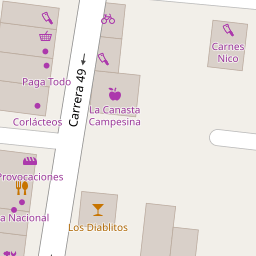 Carnes
Nico
Paga Todo
Carrera 49
La Canasta
Campesina
Corlácteos
Provocaciones
a Nacional
Los Diablitos